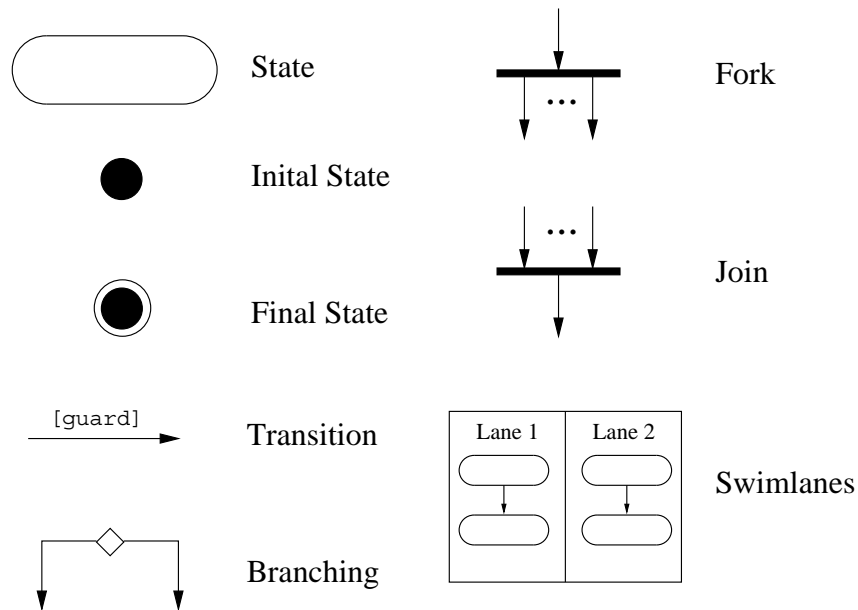 State
Inital State
Final State
[guard]
Transition
Branching
Fork
Join
Lane 1
Lane 2
Swimlanes